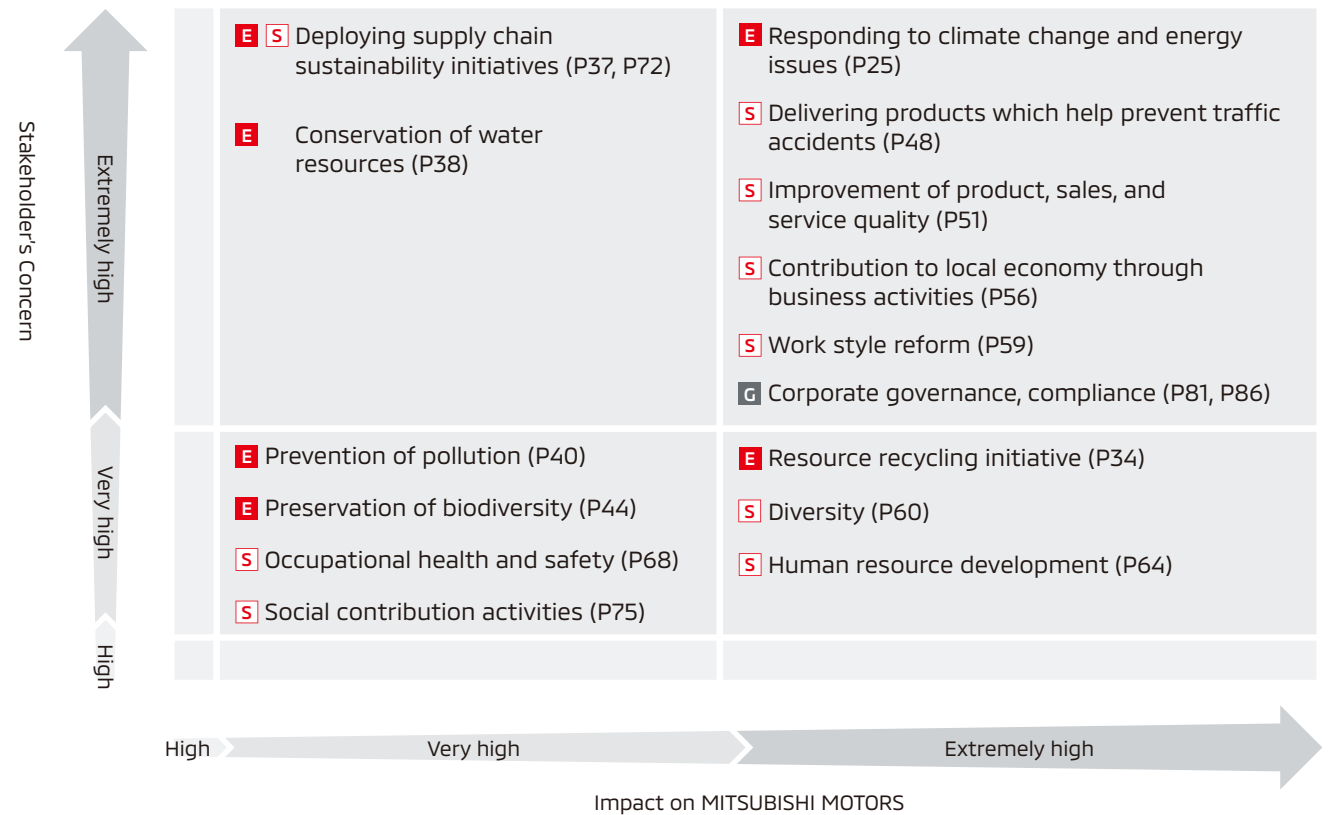 Stakeholder's Concern
Extremely high
Very high
High
E S Deploying supply chain
sustainability initiatives (P37, P72)
E Conservation of water
resources (P38)
E Responding to climate change and energy
issues (P25)
S Delivering products which help prevent traffic
accidents (P48)
S Improvement of product, sales, and
service quality (P51)
S Contribution to local economy through
business activities (P56)
S Work style reform (P59)
G Corporate governance, compliance (P81, P86)
E Prevention of pollution (P40)
E Preservation of biodiversity (P44)
S Occupational health and safety (P68)
S Social contribution activities (P75)
E Resource recycling initiative (P34)
S Diversity (P60)
S Human resource development (P64)
High
Very high
Extremely high
Impact on MITSUBISHI MOTORS